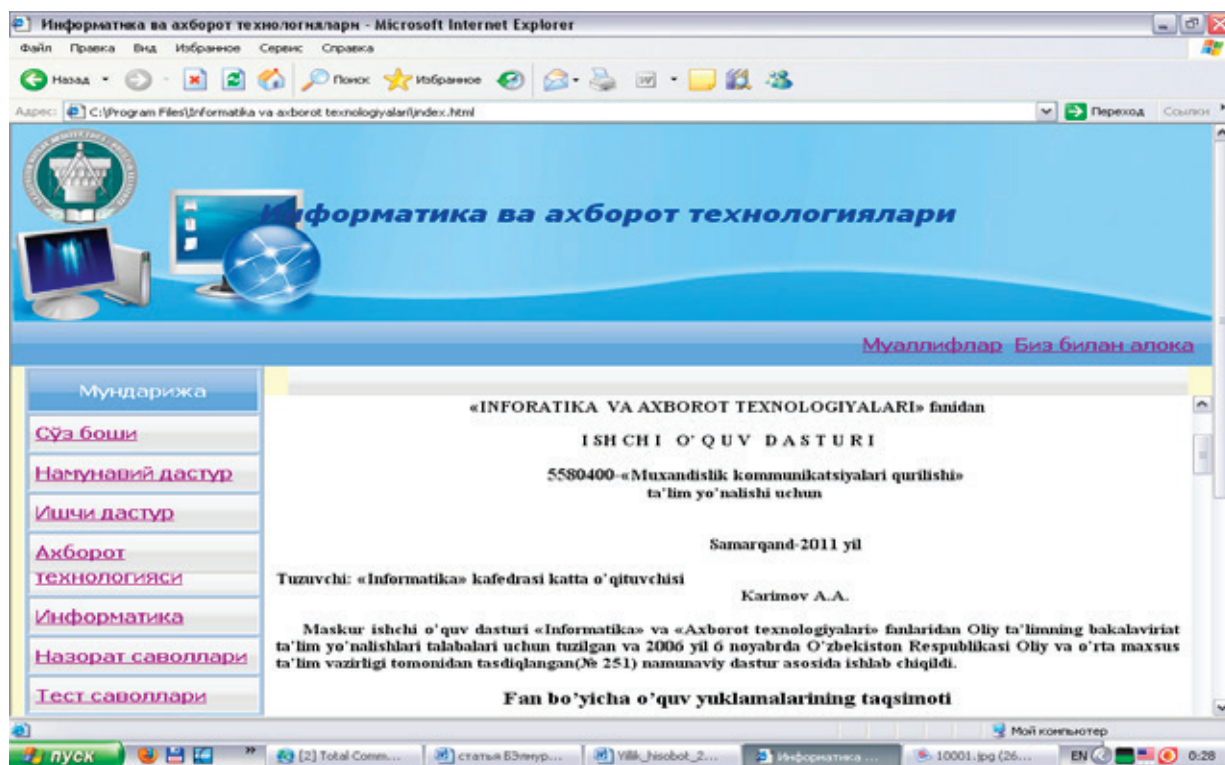 Информатика ва ахборот технологиялари - Microsoft Internet Explorer
Файл Правка Вид Избранное Сервис Справка
Назад Поиск Избранное
Адрес: C:\Program Files\Informatika va axborot texnologiyalari\index.html Переход Ссылки
Информатика ва ахборот технологиялари
Муаллифлар Биз билан алока
Мундарижа
Сўз боши
Намунавий дастур
Ишчи дастур
Ахборот
технологияси
Информатика
Назорат саволлари
Тест саволлари
«INFORATIKA VA AXBOROT TEXNOLOGIYALARI» fanidan
ISHCHI O'QUV DASTURI
5580400-«Muxandislik kommunikatsiyalari qurilishi»
ta'lim yo'nalishi uchun
Samarqand-2011 yil
Tuzuvchi: «Informatika» kafedrasi katta o'qituvchisi
Karimov A.A.
Maskur ishchi o'quv dasturi «Informatika» va «Axborot texnologiyalari» fanlaridan Oliy ta'limning bakalaviriat
ta'lim yo'nalishlari talabalari uchun tuzilgan va 2006 yil 6 noyabrda O'zbekiston Respublikasi Oliy va o'rta maxsus
ta'lim vazirligi tomonidan tasdiqlangan(№ 251) namunaviy dastur asosida ishlab chiqildi.
Fan bo'yicha o'quv yuklamalarining taqsimoti
Мой компьютер
пуск » [2] Total Comm... статья Yillik_hisobot_2... Информатика ... 10001.jpg (26... EN 0:28